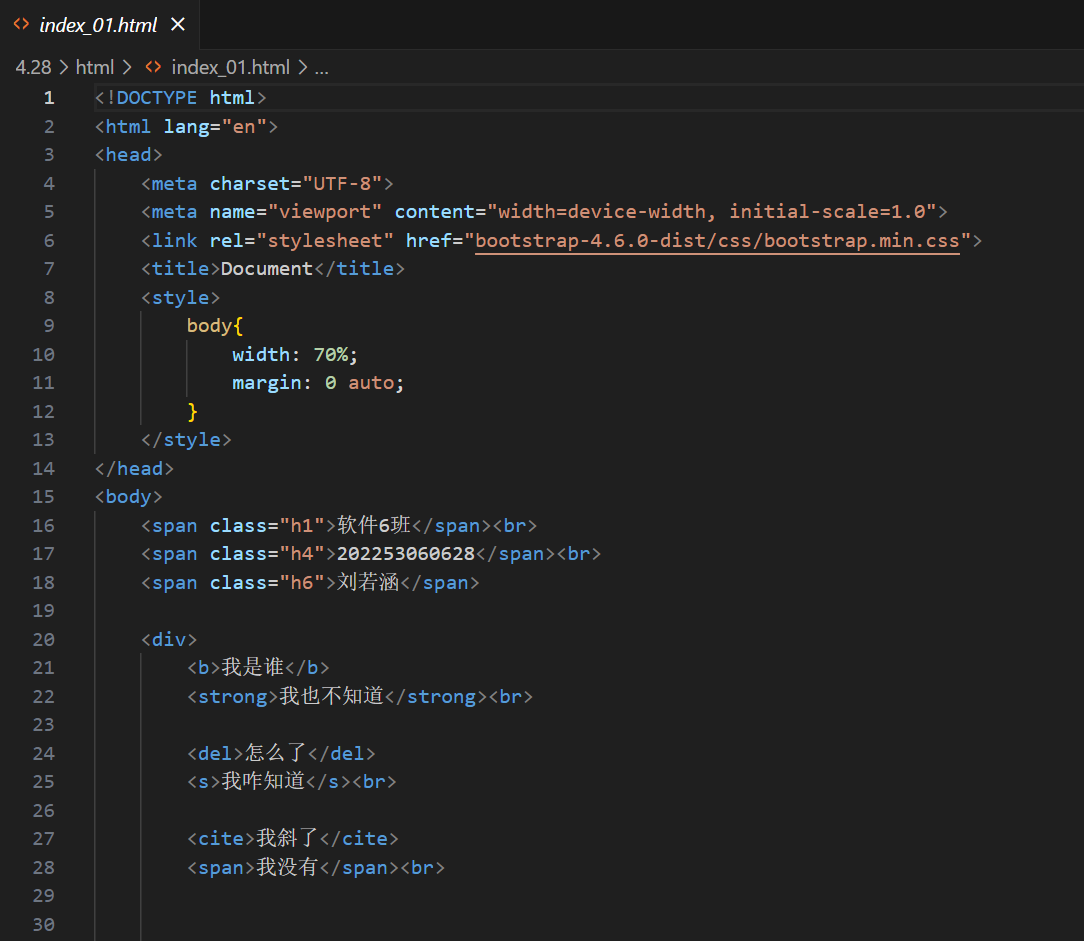 index_01.html
4.28 > html > index_01.html > ...
1 <!DOCTYPE html>
2 <html lang="en">
3 <head>
4     <meta charset="UTF-8">
5     <meta name="viewport" content="width=device-width, initial-scale=1.0">
6     <link rel="stylesheet" href="bootstrap-4.6.0-dist/css/bootstrap.min.css">
7     <title>Document</title>
8     <style>
9         body{
10             width: 70%;
11             margin: 0 auto;
12         }
13     </style>
14 </head>
15 <body>
16     <span class="h1">软件6班</span><br>
17     <span class="h4">202253060628</span><br>
18     <span class="h6">刘若涵</span>
19
20     <div>
21         <b>我是谁</b>
22         <strong>我也不知道</strong><br>
23
24         <del>怎么了</del>
25         <s>我咋知道</s><br>
26
27         <cite>我斜了</cite>
28         <span>我没有</span><br>
29
30